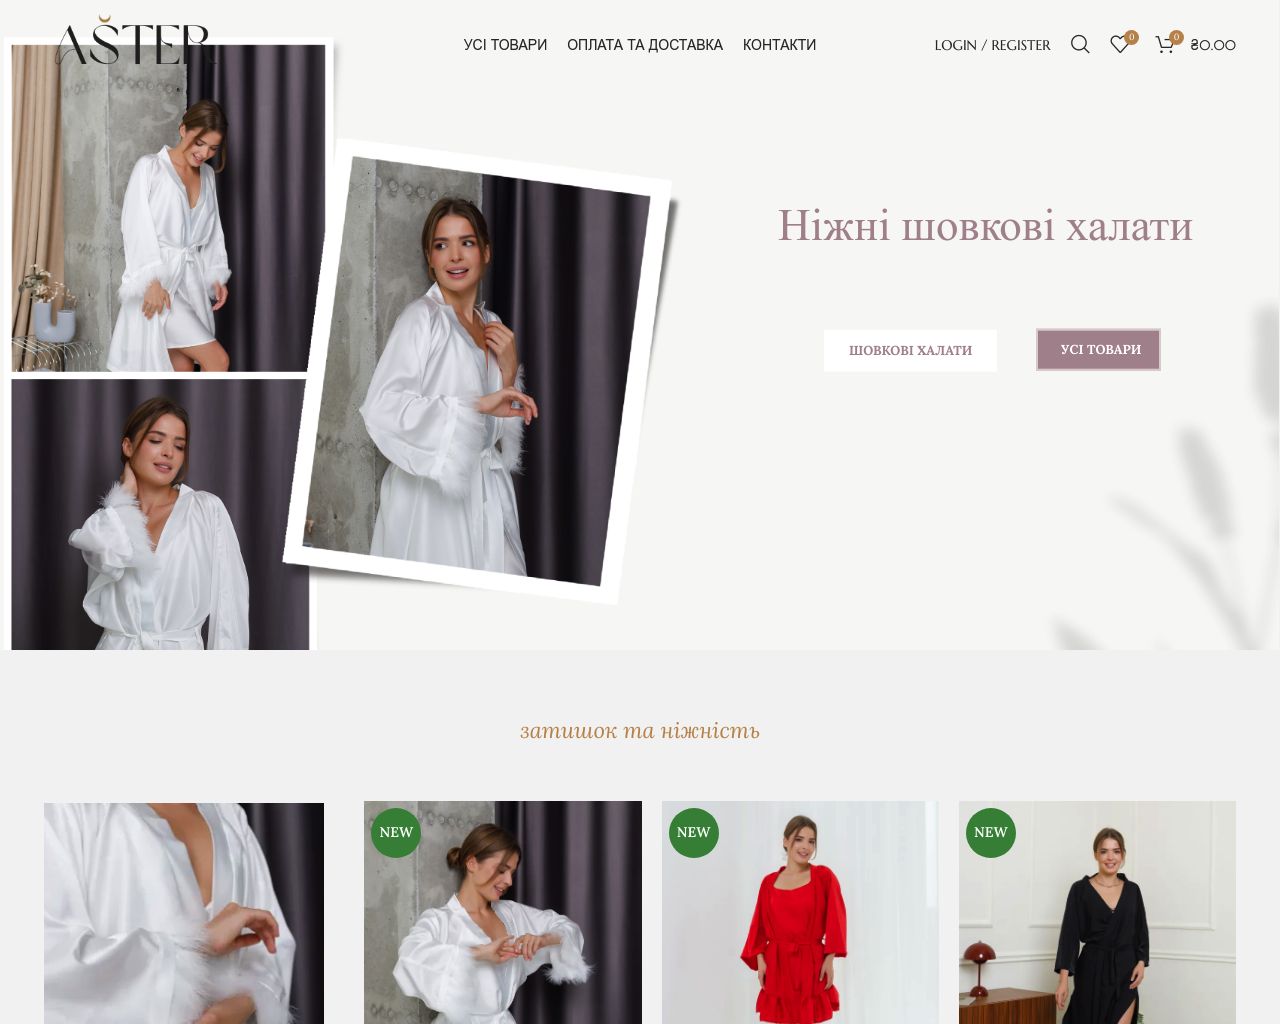 ASTER
УСІ ТОВАРИ
ОПЛАТА ТА ДОСТАВКА
КОНТАКТИ
LOGIN / REGISTER
0
0
₴0.00
Ніжні шовкові халати
ШОВКОВІ ХАЛАТИ
УСІ ТОВАРИ
затишок та ніжність
NEW
NEW
NEW